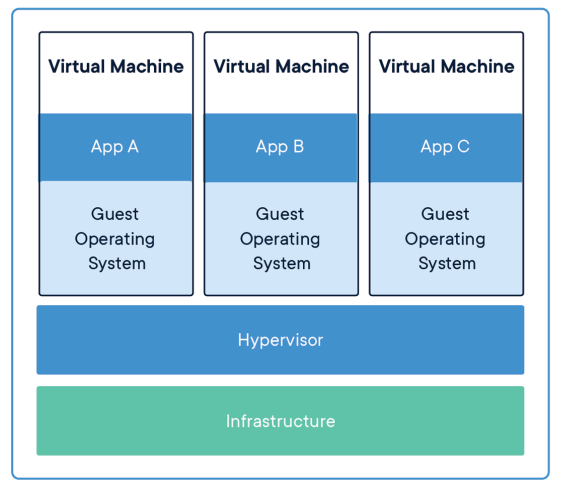 Virtual Machine
Virtual Machine
Virtual Machine
App A
App B
App C
Guest
Operating
System
Guest
Operating
System
Guest
Operating
System
Hypervisor
Infrastructure